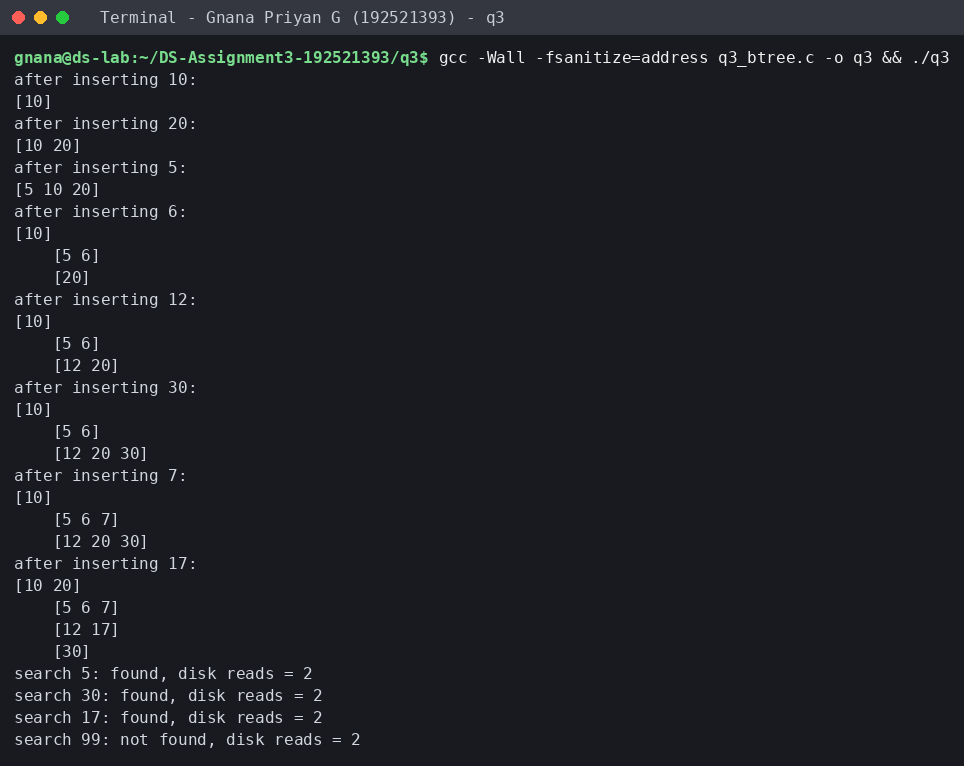 Terminal - Gnana Priyan G (192521393) - q3
gnana@ds-lab:~/DS-Assignment3-192521393/q3$ gcc -Wall -fsanitize=address q3_btree.c -o q3 && ./q3
after inserting 10:
[10]
after inserting 20:
[10 20]
after inserting 5:
[5 10 20]
after inserting 6:
[10]
    [5 6]
    [20]
after inserting 12:
[10]
    [5 6]
    [12 20]
after inserting 30:
[10]
    [5 6]
    [12 20 30]
after inserting 7:
[10]
    [5 6 7]
    [12 20 30]
after inserting 17:
[10 20]
    [5 6 7]
    [12 17]
    [30]
search 5: found, disk reads = 2
search 30: found, disk reads = 2
search 17: found, disk reads = 2
search 99: not found, disk reads = 2